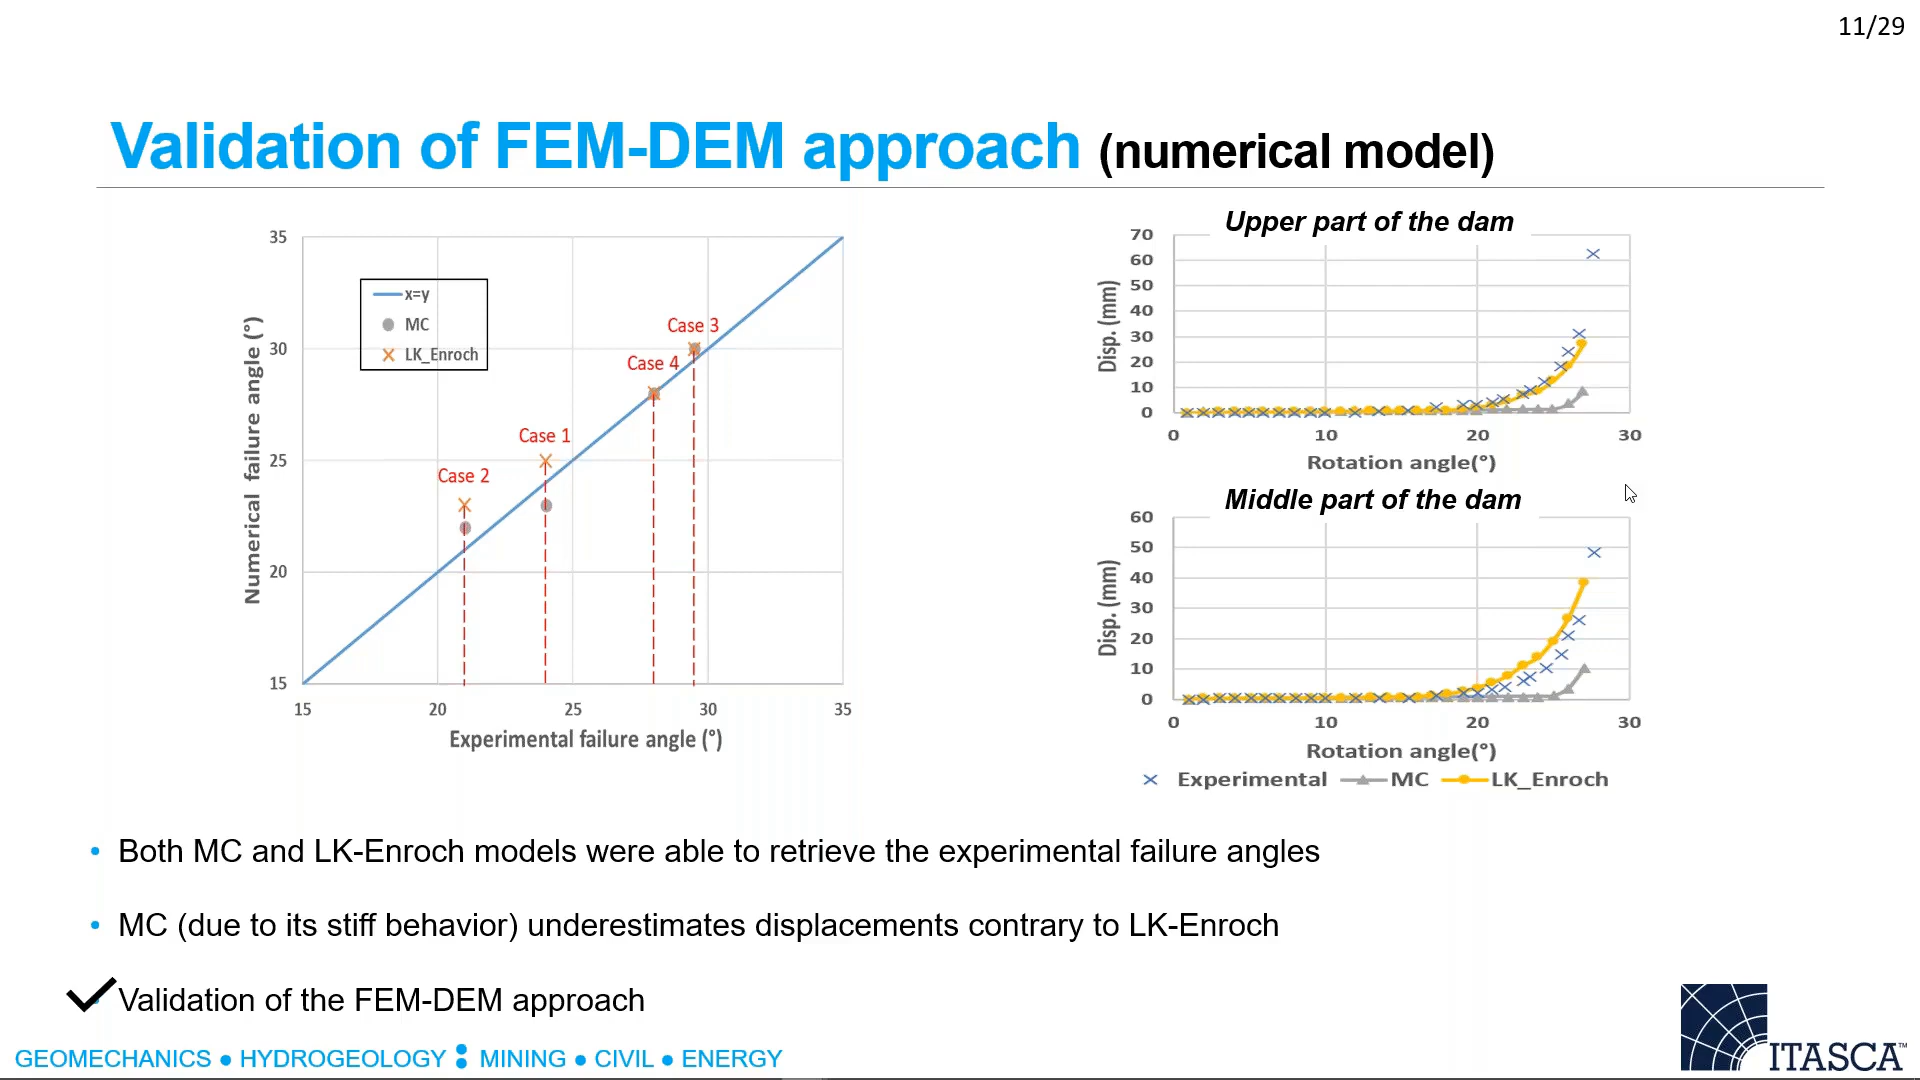 11/29
Validation of FEM-DEM approach (numerical model)
35
30
25
20
15
15 20 25 30 35
Numerical failure angle (°)
Experimental failure angle (°)
x=y
MC
LK_Enroch
Case 3
Case 4
Case 1
Case 2
Upper part of the dam
70
60
50
40
30
20
10
0
0 10 20 30
Disp. (mm)
Rotation angle(°)
Middle part of the dam
60
50
40
30
20
10
0
0 10 20 30
Disp. (mm)
Rotation angle(°)
Experimental MC LK_Enroch
• Both MC and LK-Enroch models were able to retrieve the experimental failure angles
• MC (due to its stiff behavior) underestimates displacements contrary to LK-Enroch
Validation of the FEM-DEM approach
GEOMECHANICS ● HYDROGEOLOGY : MINING ● CIVIL ● ENERGY
ITASCA™